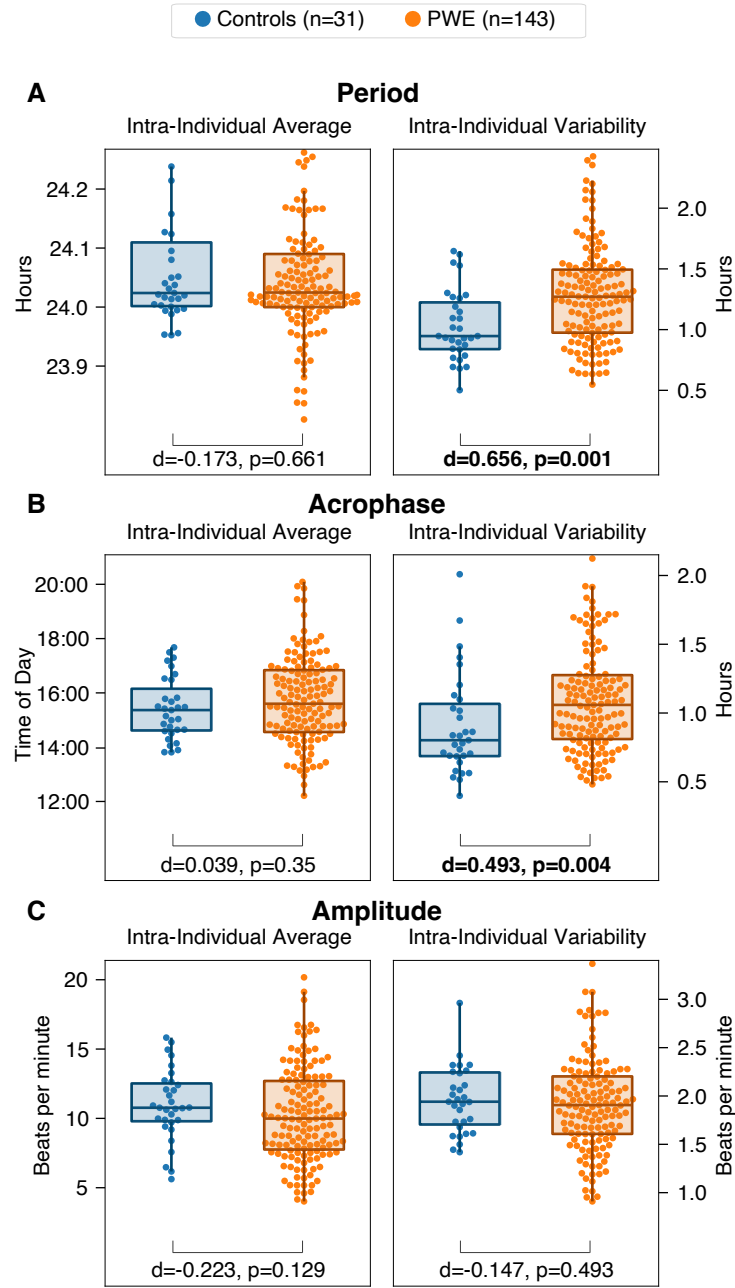 Controls (n=31) PWE (n=143)
A Period
Intra-Individual Average Intra-Individual Variability
Hours
24.2
24.1
24.0
23.9
2.0
1.5
1.0
0.5
Hours
d=-0.173, p=0.661 d=0.656, p=0.001
B Acrophase
Intra-Individual Average Intra-Individual Variability
Time of Day
20:00
18:00
16:00
14:00
12:00
2.0
1.5
1.0
0.5
Hours
d=0.039, p=0.35 d=0.493, p=0.004
C Amplitude
Intra-Individual Average Intra-Individual Variability
Beats per minute
20
15
10
5
3.0
2.5
2.0
1.5
1.0
Beats per minute
d=-0.223, p=0.129 d=-0.147, p=0.493